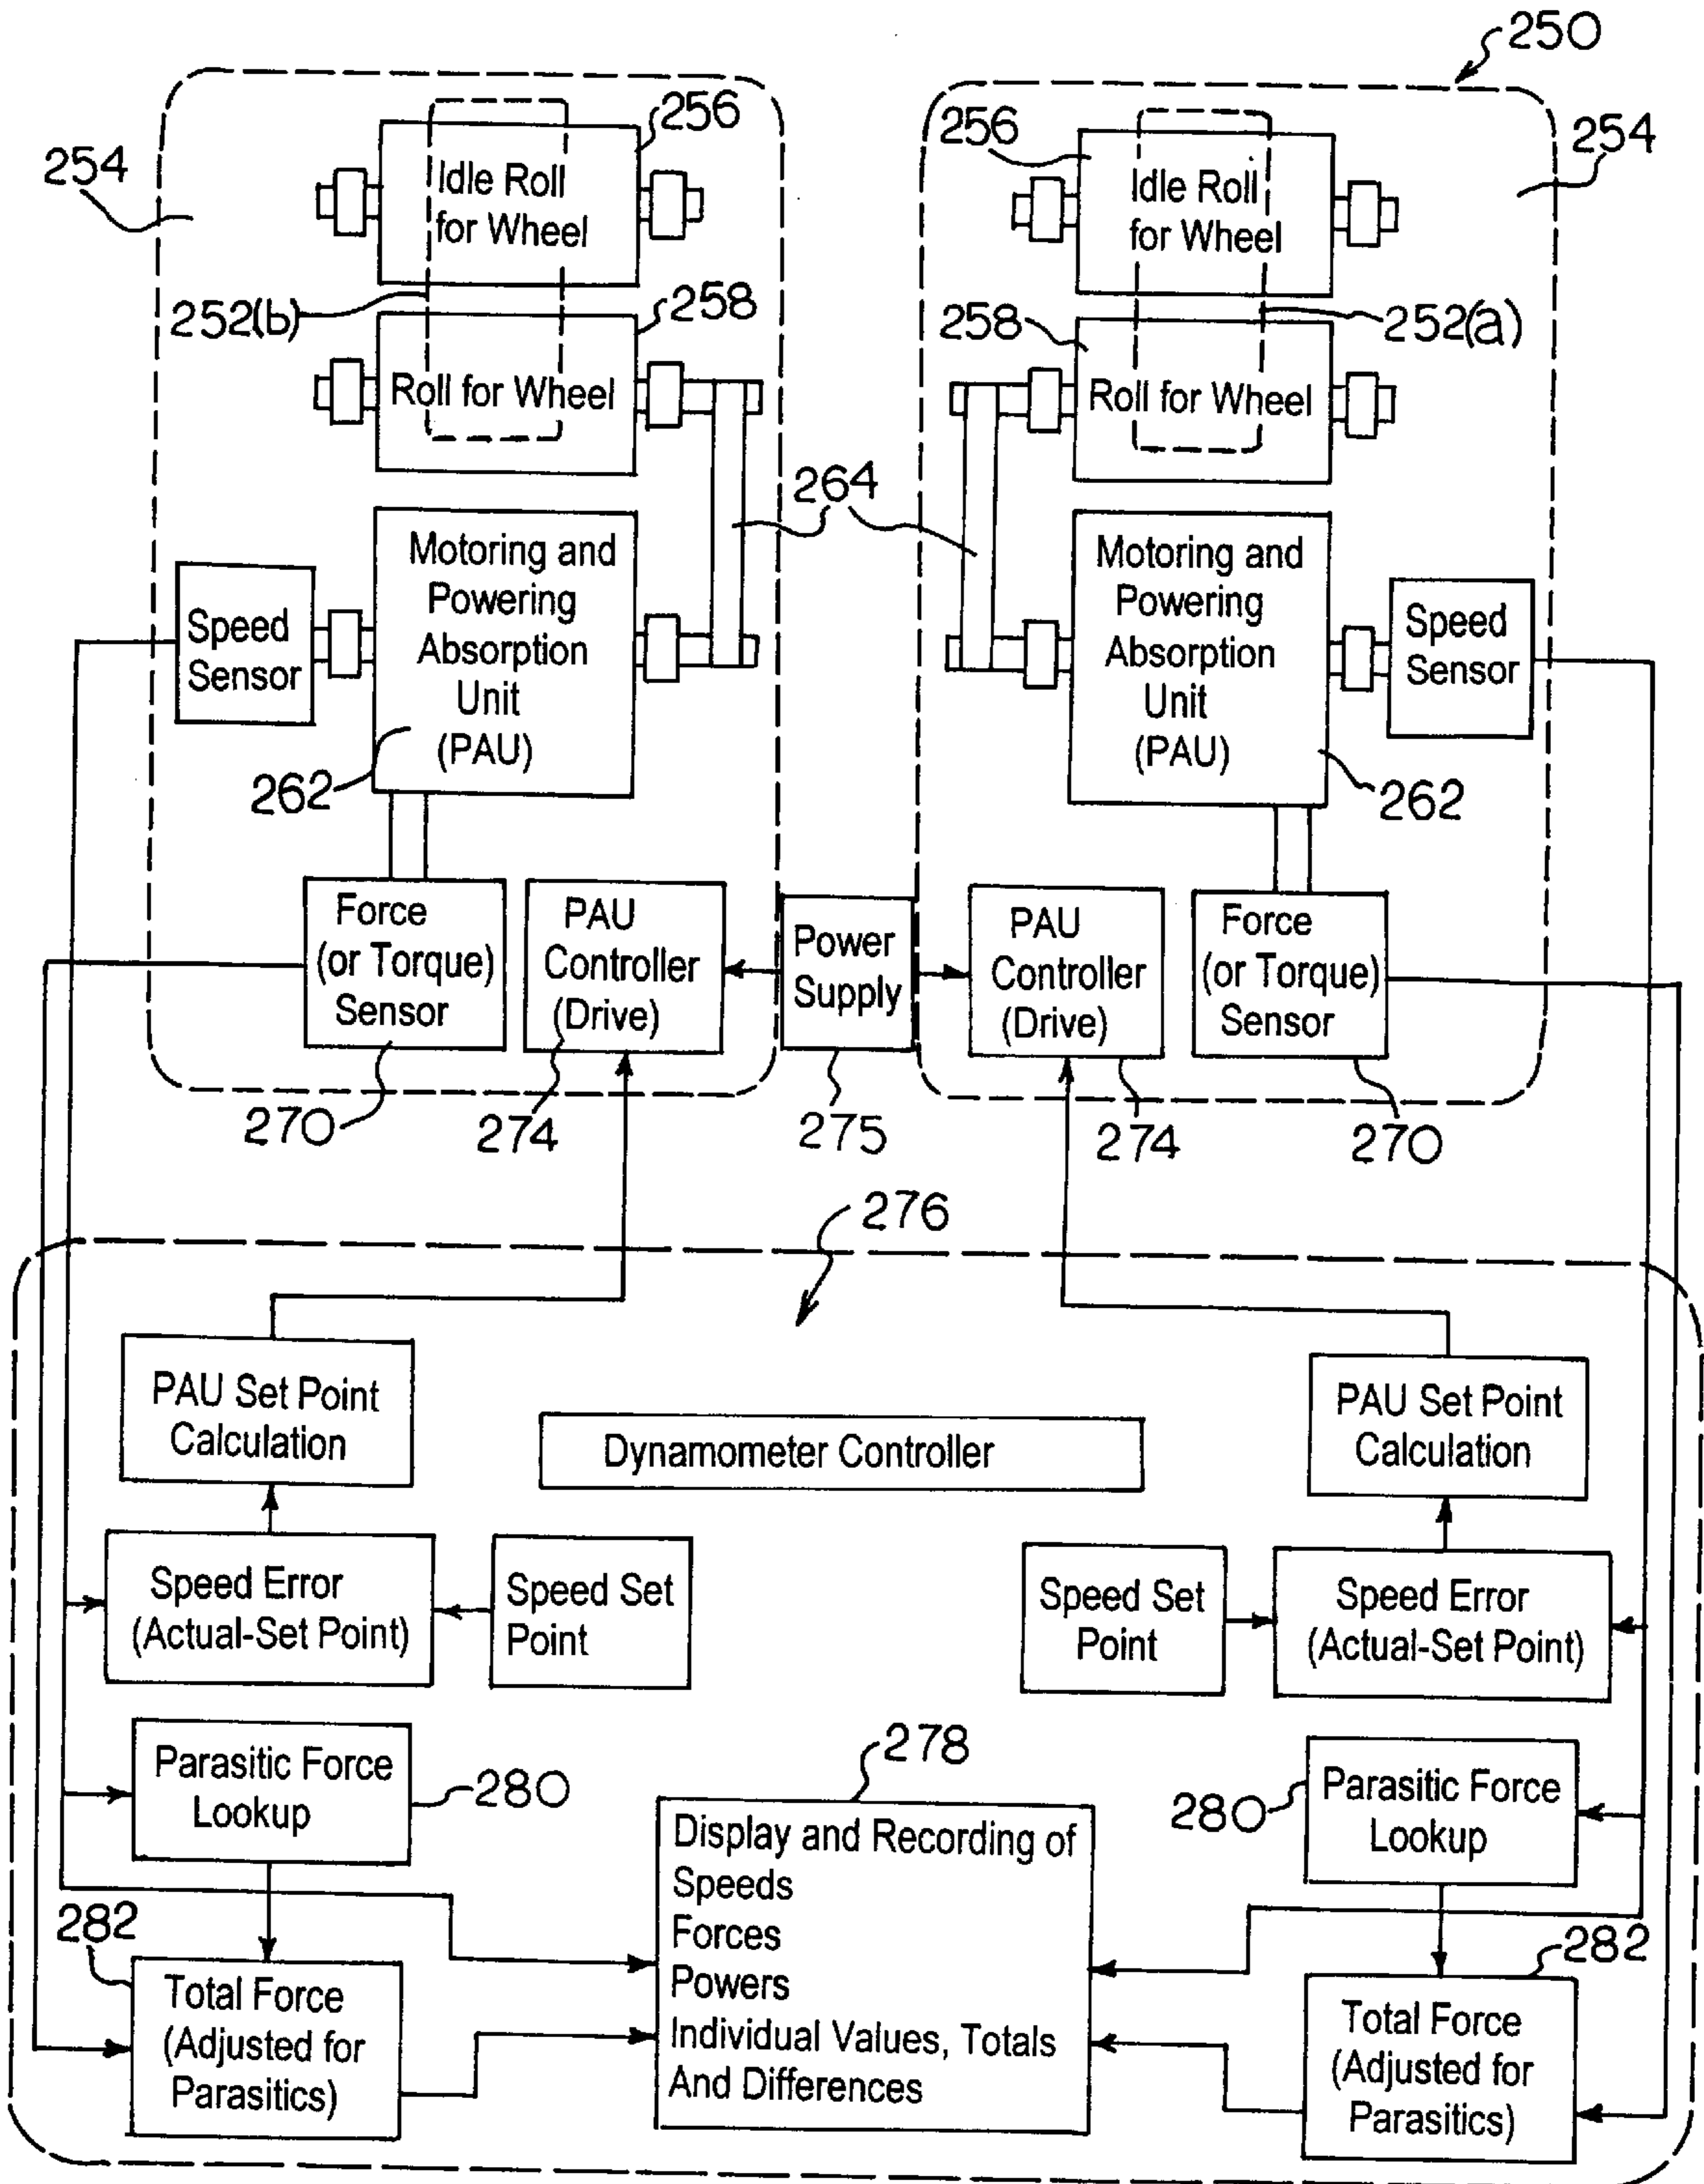 250
256
Idle Roll
for Wheel
254
252(b)
258
Roll for Wheel
256
Idle Roll
for Wheel
254
252(a)
258
Roll for Wheel
264
Motoring and
Powering
Absorption
Unit
(PAU)
262
Speed
Sensor
Motoring and
Powering
Absorption
Unit
(PAU)
262
Speed
Sensor
Force
(or Torque)
Sensor
270
PAU
Controller
(Drive)
274
Power
Supply
275
PAU
Controller
(Drive)
274
Force
(or Torque)
Sensor
270
276
PAU Set Point
Calculation
Dynamometer Controller
PAU Set Point
Calculation
Speed Error
(Actual-Set Point)
Speed Set
Point
Speed Set
Point
Speed Error
(Actual-Set Point)
Parasitic Force
Lookup
280
278
Display and Recording of
Speeds
Forces
Powers
Individual Values, Totals
And Differences
280
Parasitic Force
Lookup
282
Total Force
(Adjusted for
Parasitics)
282
Total Force
(Adjusted for
Parasitics)